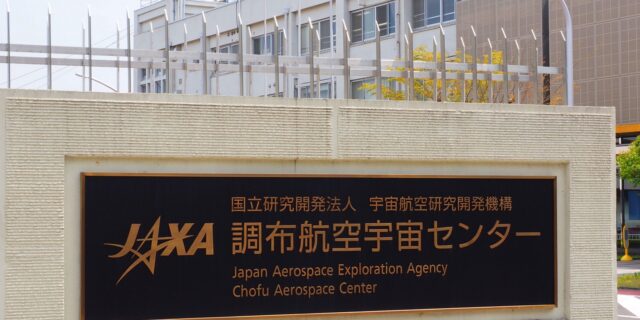 国立研究開発法人 宇宙航空研究開発機構
JAXA 調布航空宇宙センター
Japan Aerospace Exploration Agency
Chofu Aerospace Center